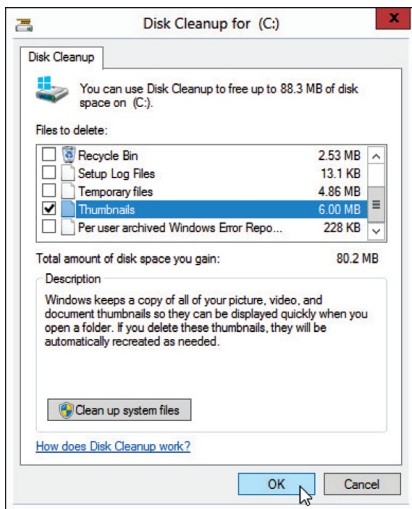 Disk Cleanup for (C:)
x
Disk Cleanup
You can use Disk Cleanup to free up to 88.3 MB of disk
space on (C:).
Files to delete:
Recycle Bin 2.53 MB
Setup Log Files 13.1 KB
Temporary files 4.86 MB
Thumbnails 6.00 MB
Per user archived Windows Error Repo... 228 KB
Total amount of disk space you gain: 80.2 MB
Description
Windows keeps a copy of all of your picture, video, and
document thumbnails so they can be displayed quickly when you
open a folder. If you delete these thumbnails, they will be
automatically recreated as needed.
Clean up system files
How does Disk Cleanup work?
OK Cancel